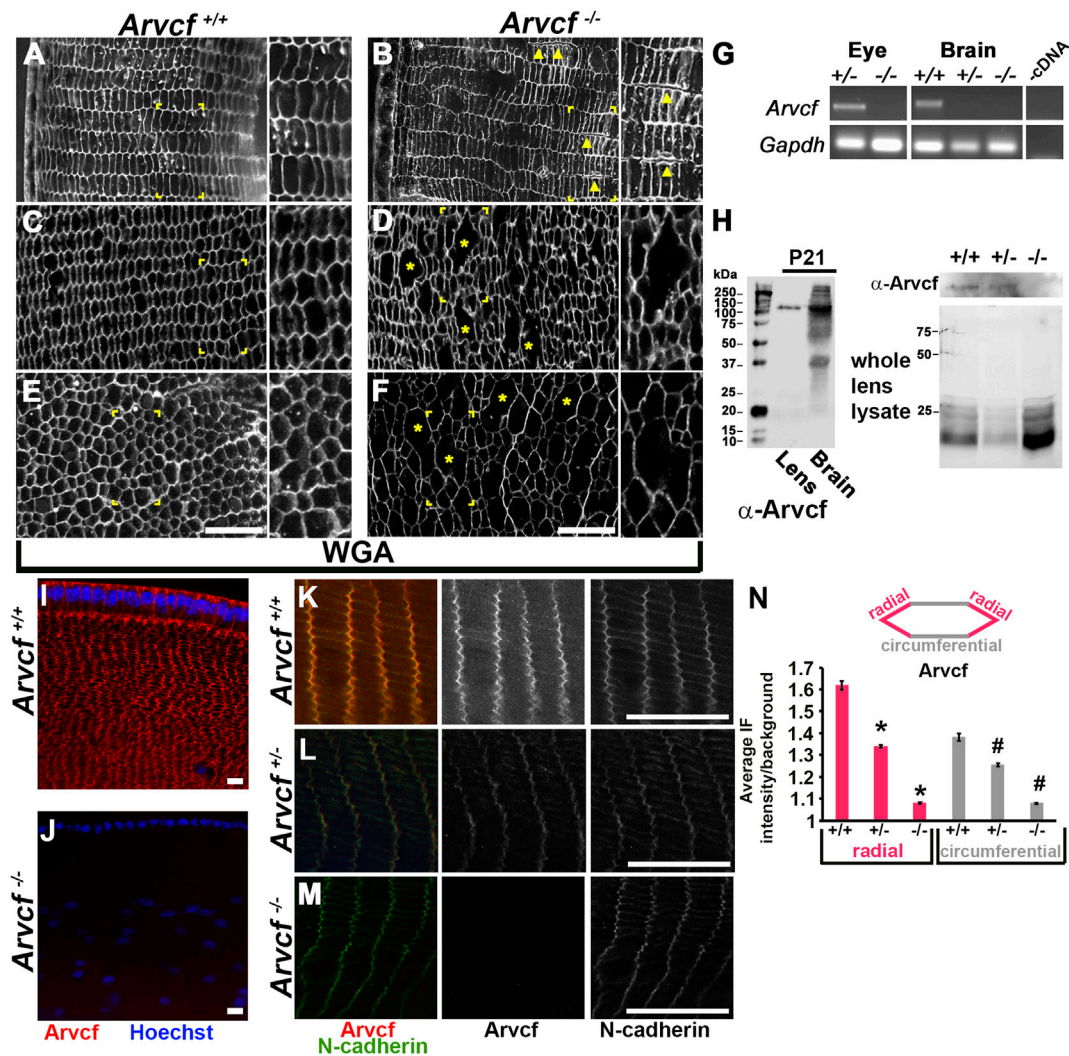 Arvcf +/+
Arvcf -/-
A
B
C
D
*
*
*
*
E
F
*
*
*
*
WGA
G
Eye
Brain
-cDNA
+/- -/- +/+ +/- -/-
Arvcf
Gapdh
H
P21
kDa
250
150
100
75
50
37
25
20
15
10
Lens
Brain
α-Arvcf
+/+ +/- -/-
α-Arvcf
75
50
25
whole
lens
lysate
I
Arvcf +/+
J
Arvcf -/-
Arvcf Hoechst
K
Arvcf +/+
L
Arvcf +/-
M
Arvcf -/-
Arvcf
N-cadherin
Arvcf
N-cadherin
N
radial
radial
circumferential
Arvcf
Average IF
intensity/background
1.7
1.6
1.5
1.4
1.3
1.2
1.1
1
*
*
#
#
+/+ +/- -/- +/+ +/- -/-
radial
circumferential